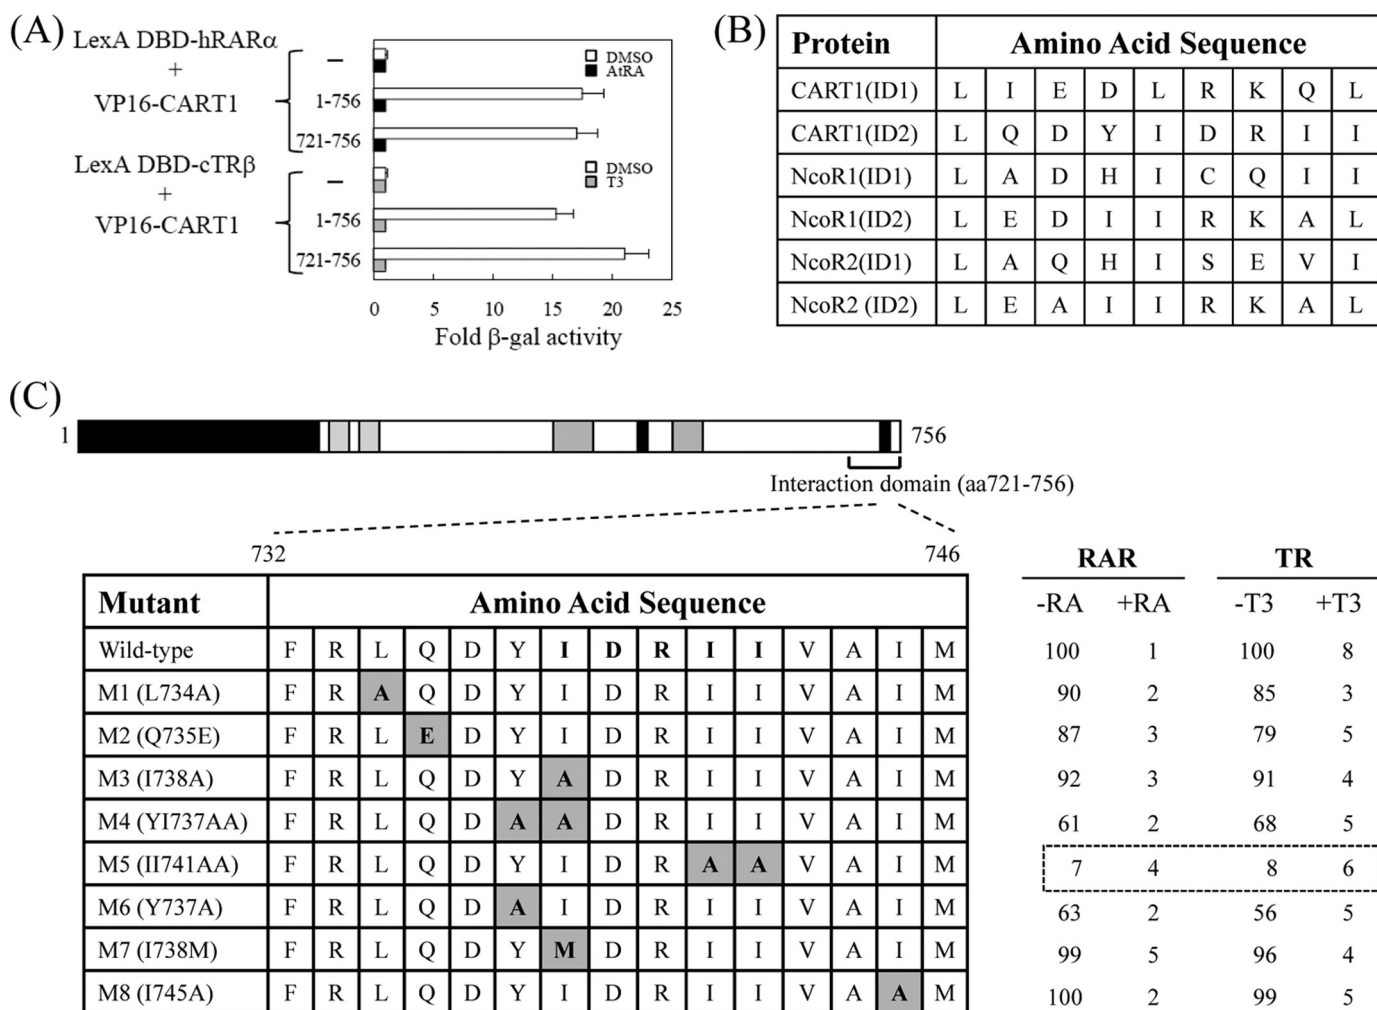 (A)
LexA DBD-hRARα
+
VP16-CART1
–
1-756
721-756
DMSO
AtRA
LexA DBD-cTRβ
+
VP16-CART1
–
1-756
721-756
DMSO
T3
0 5 10 15 20 25
Fold β-gal activity
(B)
Protein Amino Acid Sequence
CART1(ID1) L I E D L R K Q L
CART1(ID2) L Q D Y I D R I I
NcoR1(ID1) L A D H I C Q I I
NcoR1(ID2) L E D I I R K A L
NcoR2(ID1) L A Q H I S E V I
NcoR2 (ID2) L E A I I R K A L
(C)
1 756
Interaction domain (aa721-756)
732 746
RAR TR
Mutant Amino Acid Sequence -RA +RA -T3 +T3
Wild-type F R L Q D Y I D R I I V A I M 100 1 100 8
M1 (L734A) F R A Q D Y I D R I I V A I M 90 2 85 3
M2 (Q735E) F R L E D Y I D R I I V A I M 87 3 79 5
M3 (I738A) F R L Q D Y A D R I I V A I M 92 3 91 4
M4 (YI737AA) F R L Q D A A D R I I V A I M 61 2 68 5
M5 (II741AA) F R L Q D Y I D R A A V A I M 7 4 8 6
M6 (Y737A) F R L Q D A I D R I I V A I M 63 2 56 5
M7 (I738M) F R L Q D Y M D R I I V A I M 99 5 96 4
M8 (I745A) F R L Q D Y I D R I I V A A M 100 2 99 5